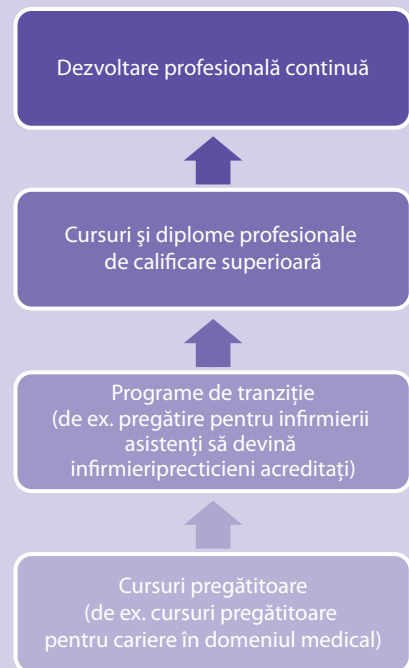 Dezvoltare profesională continuă
Cursuri şi diplome profesionale
de calificare superioară
Programe de tranziţie
(de ex. pregătire pentru infirmierii
asistenţi să devină
infirmieriprecticieni acreditaţi)
Cursuri pregătitoare
(de ex. cursuri pregătitoare
pentru cariere în domeniul medical)